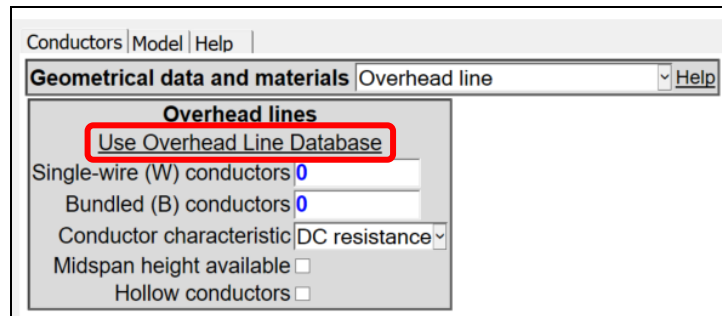 Conductors Model Help
Geometrical data and materials Overhead line Help
Overhead lines
Use Overhead Line Database
Single-wire (W) conductors 0
Bundled (B) conductors 0
Conductor characteristic DC resistance
Midspan height available
Hollow conductors